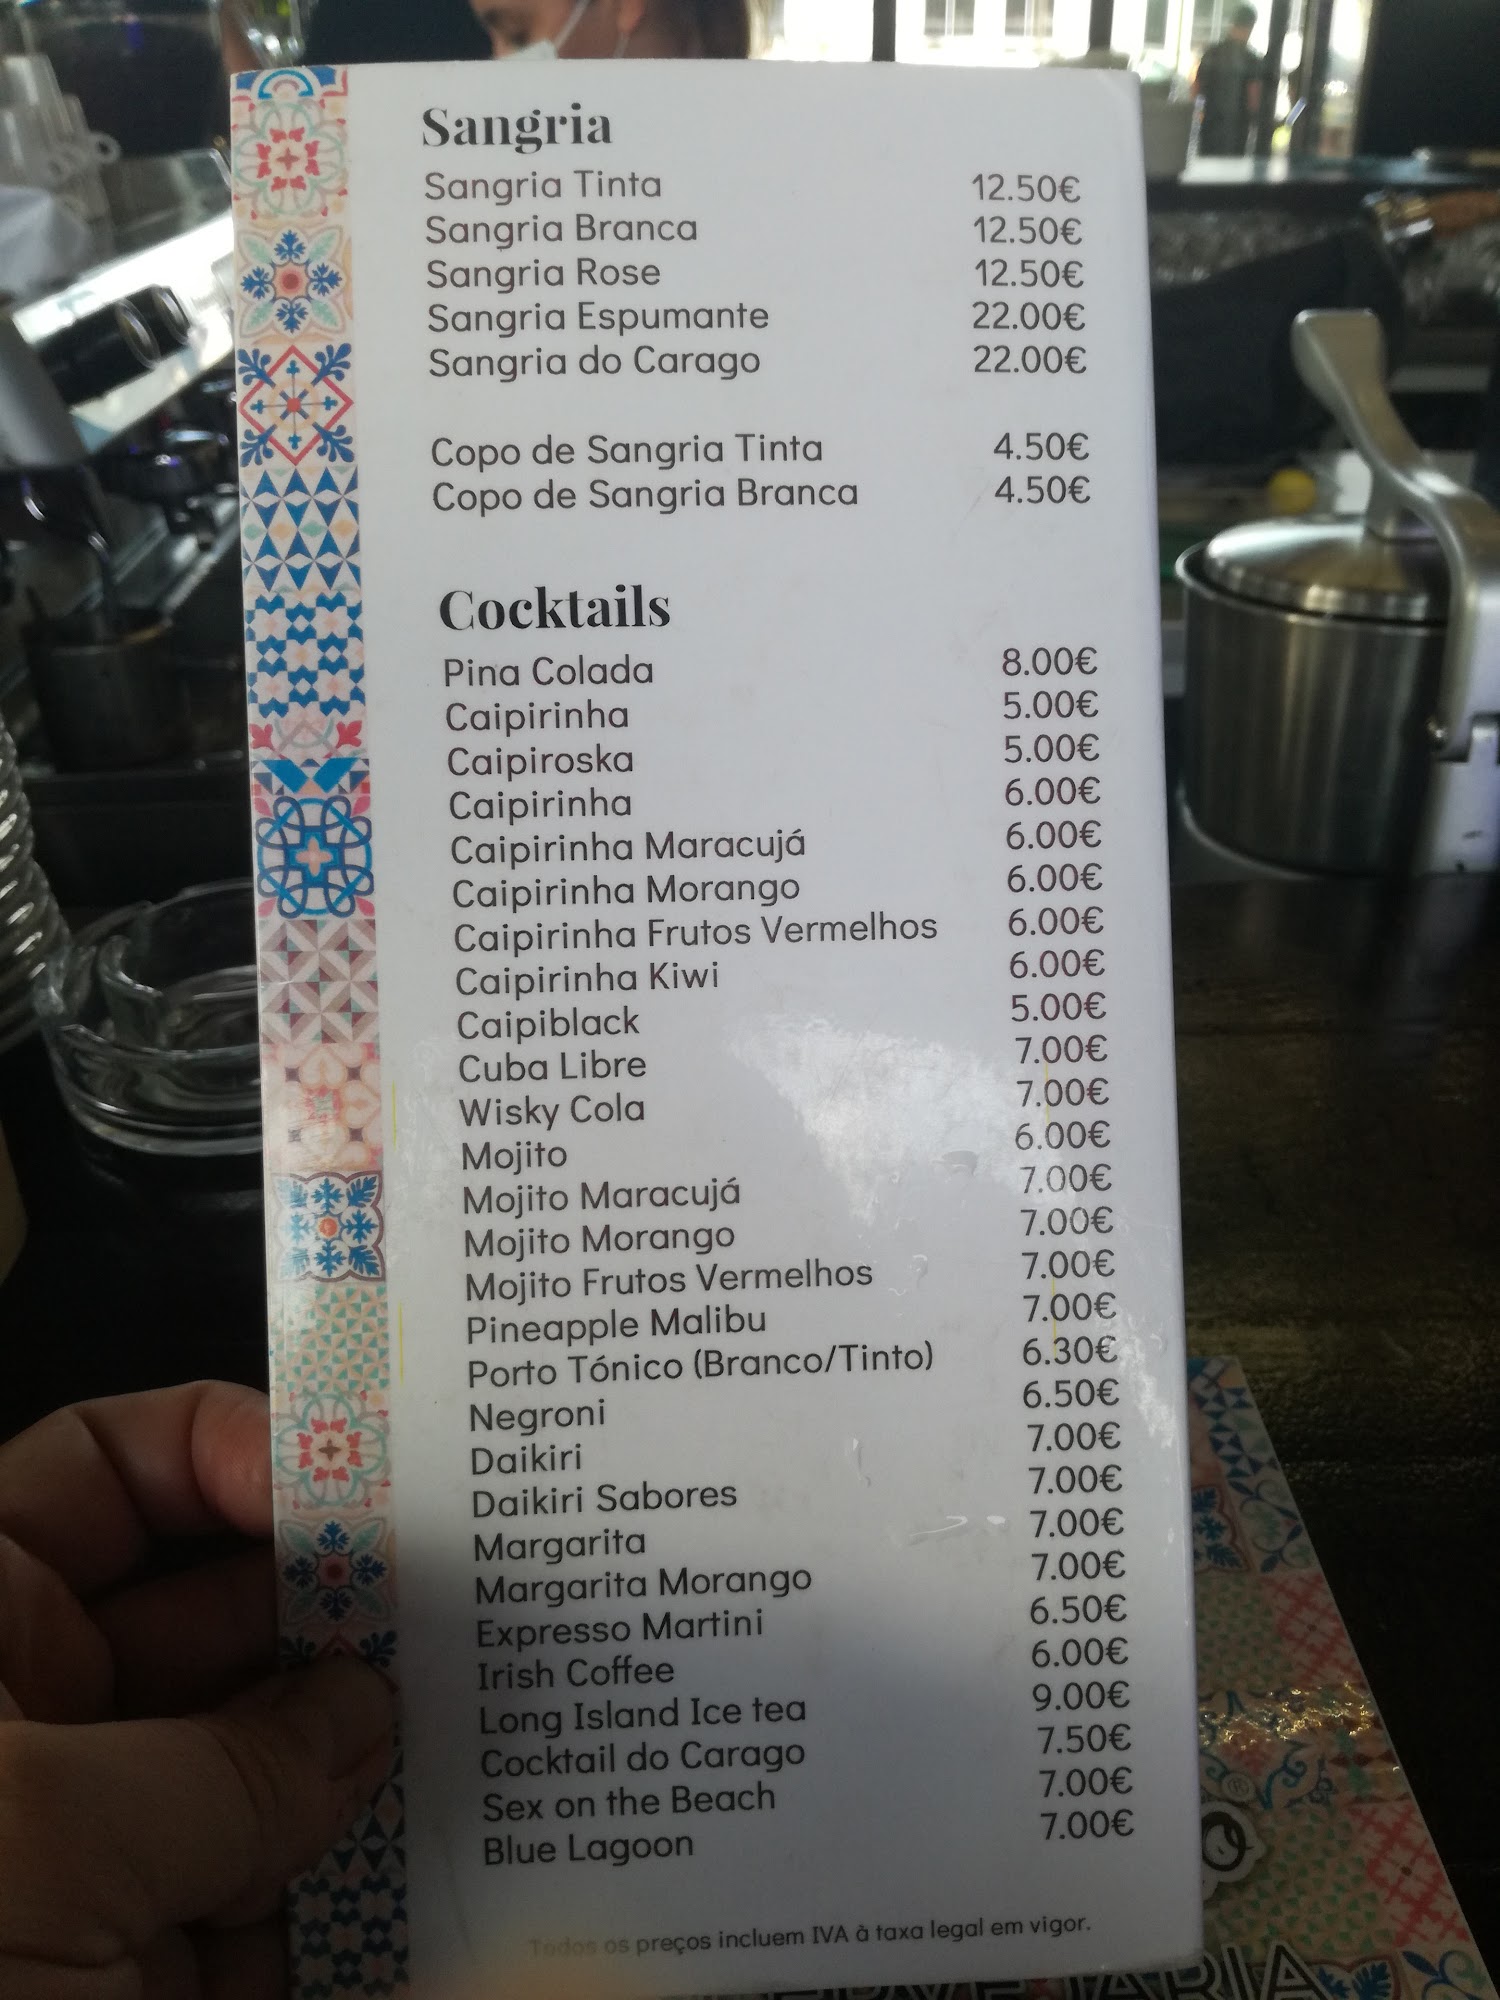 Sangria
Sangria Tinta 12.50€
Sangria Branca 12.50€
Sangria Rose 12.50€
Sangria Espumante 22.00€
Sangria do Carago 22.00€
Copo de Sangria Tinta 4.50€
Copo de Sangria Branca 4.50€
Cocktails
Pina Colada 8.00€
Caipirinha 5.00€
Caipiroska 5.00€
Caipirinha 6.00€
Caipirinha Maracujá 6.00€
Caipirinha Morango 6.00€
Caipirinha Frutos Vermelhos 6.00€
Caipirinha Kiwi 6.00€
Caipiblack 5.00€
Cuba Libre 7.00€
Wisky Cola 7.00€
Mojito 6.00€
Mojito Maracujá 7.00€
Mojito Morango 7.00€
Mojito Frutos Vermelhos 7.00€
Pineapple Malibu 7.00€
Porto Tónico (Branco/Tinto) 6.30€
Negroni 6.50€
Daikiri 7.00€
Daikiri Sabores 7.00€
Margarita 7.00€
Margarita Morango 7.00€
Expresso Martini 6.50€
Irish Coffee 6.00€
Long Island Ice tea 9.00€
Cocktail do Carago 7.50€
Sex on the Beach 7.00€
Blue Lagoon 7.00€
Todos os preços incluem IVA à taxa legal em vigor.